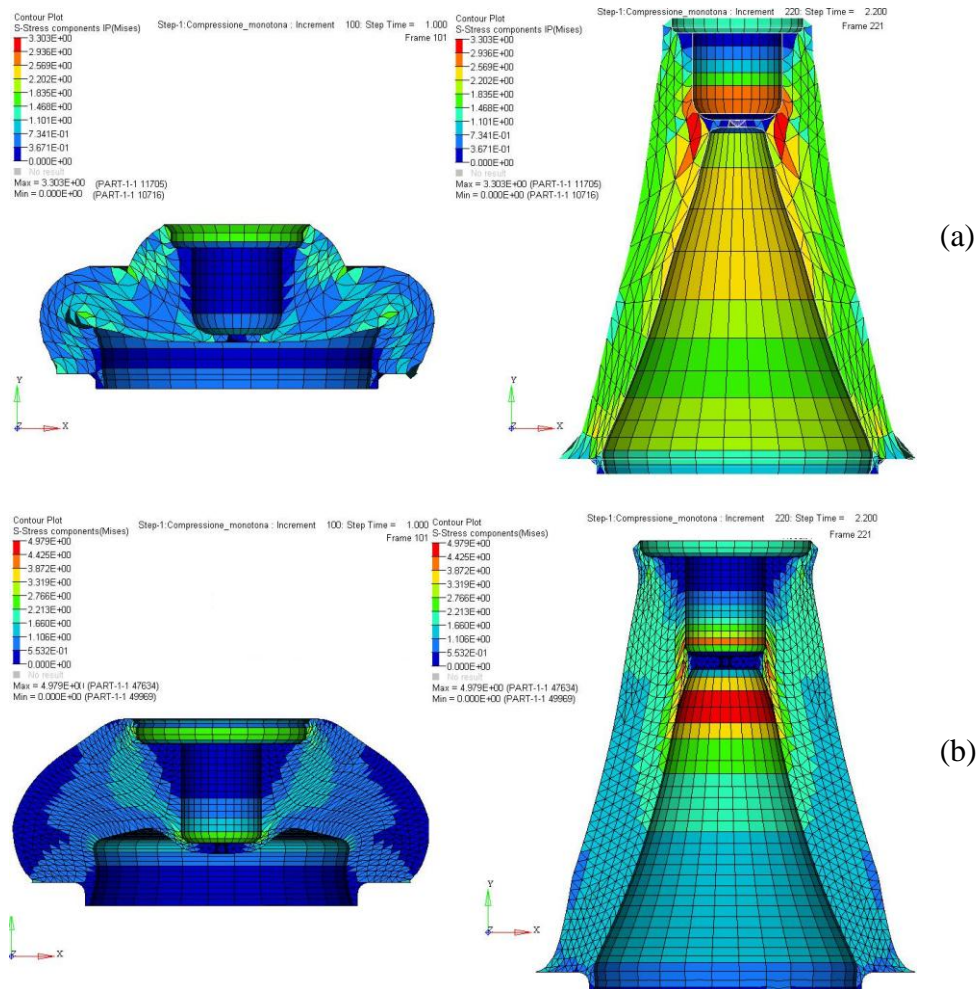 Contour Plot
S-Stress components IP(Mises)
3.303E+00
2.936E+00
2.569E+00
2.202E+00
1.835E+00
1.468E+00
1.101E+00
7.341E-01
3.671E-01
0.000E+00
No result
Max = 3.303E+00 (PART-1-1 11705)
Min = 0.000E+00 (PART-1-1 10716)
Step-1:Compressione_monotona : Increment 100: Step Time = 1.000
Frame 101
Y
Z
X
Contour Plot
S-Stress components IP(Mises)
3.303E+00
2.936E+00
2.569E+00
2.202E+00
1.835E+00
1.468E+00
1.101E+00
7.341E-01
3.671E-01
0.000E+00
No result
Max = 3.303E+00 (PART-1-1 11705)
Min = 0.000E+00 (PART-1-1 10716)
Step-1:Compressione_monotona : Increment 220: Step Time = 2.200
Frame 221
Y
Z
X
(a)
Contour Plot
S-Stress components(Mises)
4.979E+00
4.425E+00
3.872E+00
3.319E+00
2.766E+00
2.213E+00
1.660E+00
1.106E+00
5.532E-01
0.000E+00
No result
Max = 4.979E+00 (PART-1-1 47634)
Min = 0.000E+00 (PART-1-1 49969)
Step-1:Compressione_monotona : Increment 100: Step Time = 1.000
Frame 101
Z
X
Contour Plot
S-Stress components(Mises)
4.979E+00
4.425E+00
3.872E+00
3.319E+00
2.766E+00
2.213E+00
1.660E+00
1.106E+00
5.532E-01
0.000E+00
No result
Max = 4.979E+00 (PART-1-1 47634)
Min = 0.000E+00 (PART-1-1 49969)
Step-1:Compressione_monotona : Increment 220: Step Time = 2.200
Frame 221
Y
Z
X
(b)